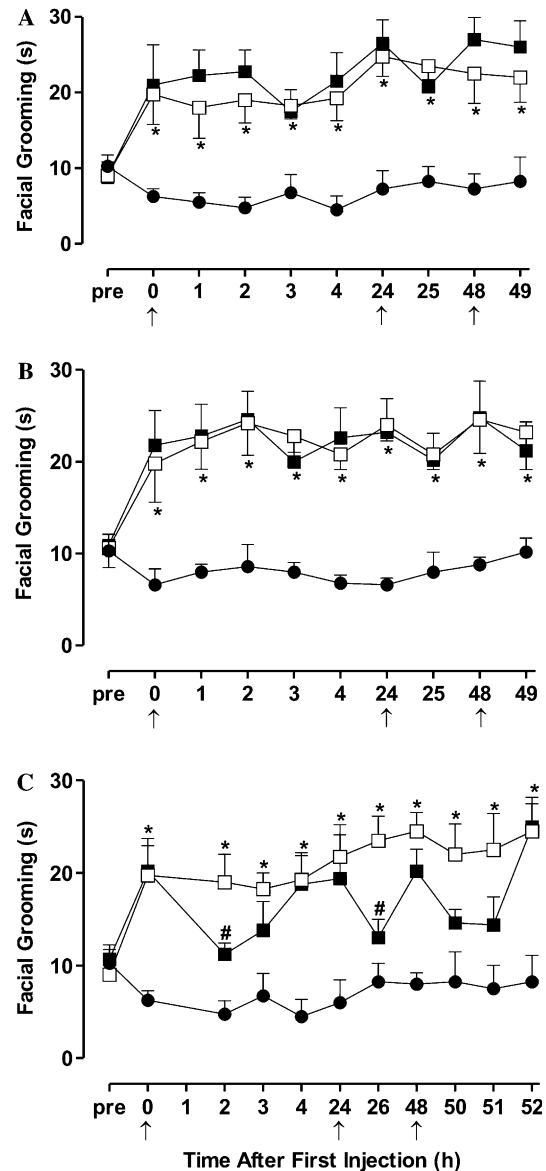 A
Facial Grooming (s)
30
20
10
0
* * * * * * * * *
pre 0 1 2 3 4 24 25 48 49
↑ ↑ ↑
B
Facial Grooming (s)
30
20
10
0
* * * * * * * * *
pre 0 1 2 3 4 24 25 48 49
↑ ↑ ↑
C
Facial Grooming (s)
30
20
10
0
* * * * * * * * * *
# #
pre 0 1 2 3 4 24 26 48 50 51 52
↑ ↑ ↑
Time After First Injection (h)